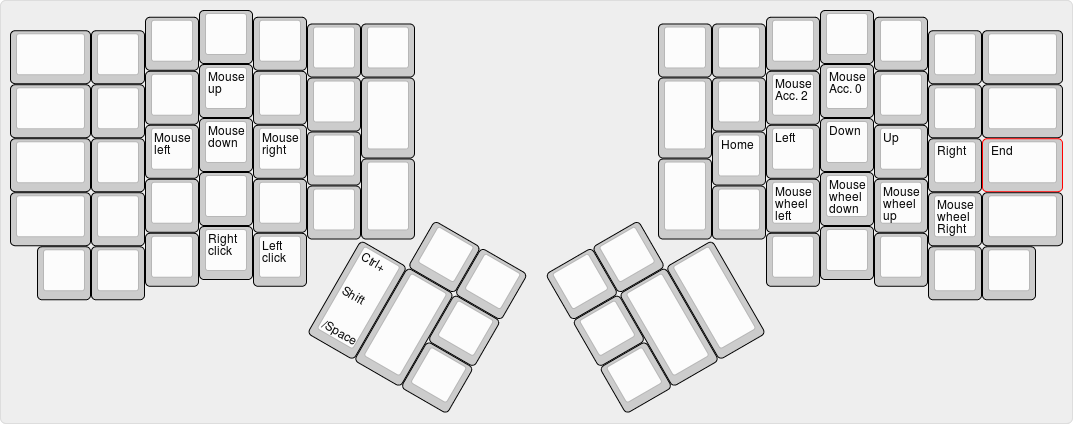 Mouse
up
Mouse
Acc. 2
Mouse
Acc. 0
Mouse
left
Mouse
down
Mouse
right
Home
Left
Down
Up
Right
End
Mouse
wheel
left
Mouse
wheel
down
Mouse
wheel
up
Mouse
wheel
Right
Right
click
Left
click
Ctrl+
Shift
/Space